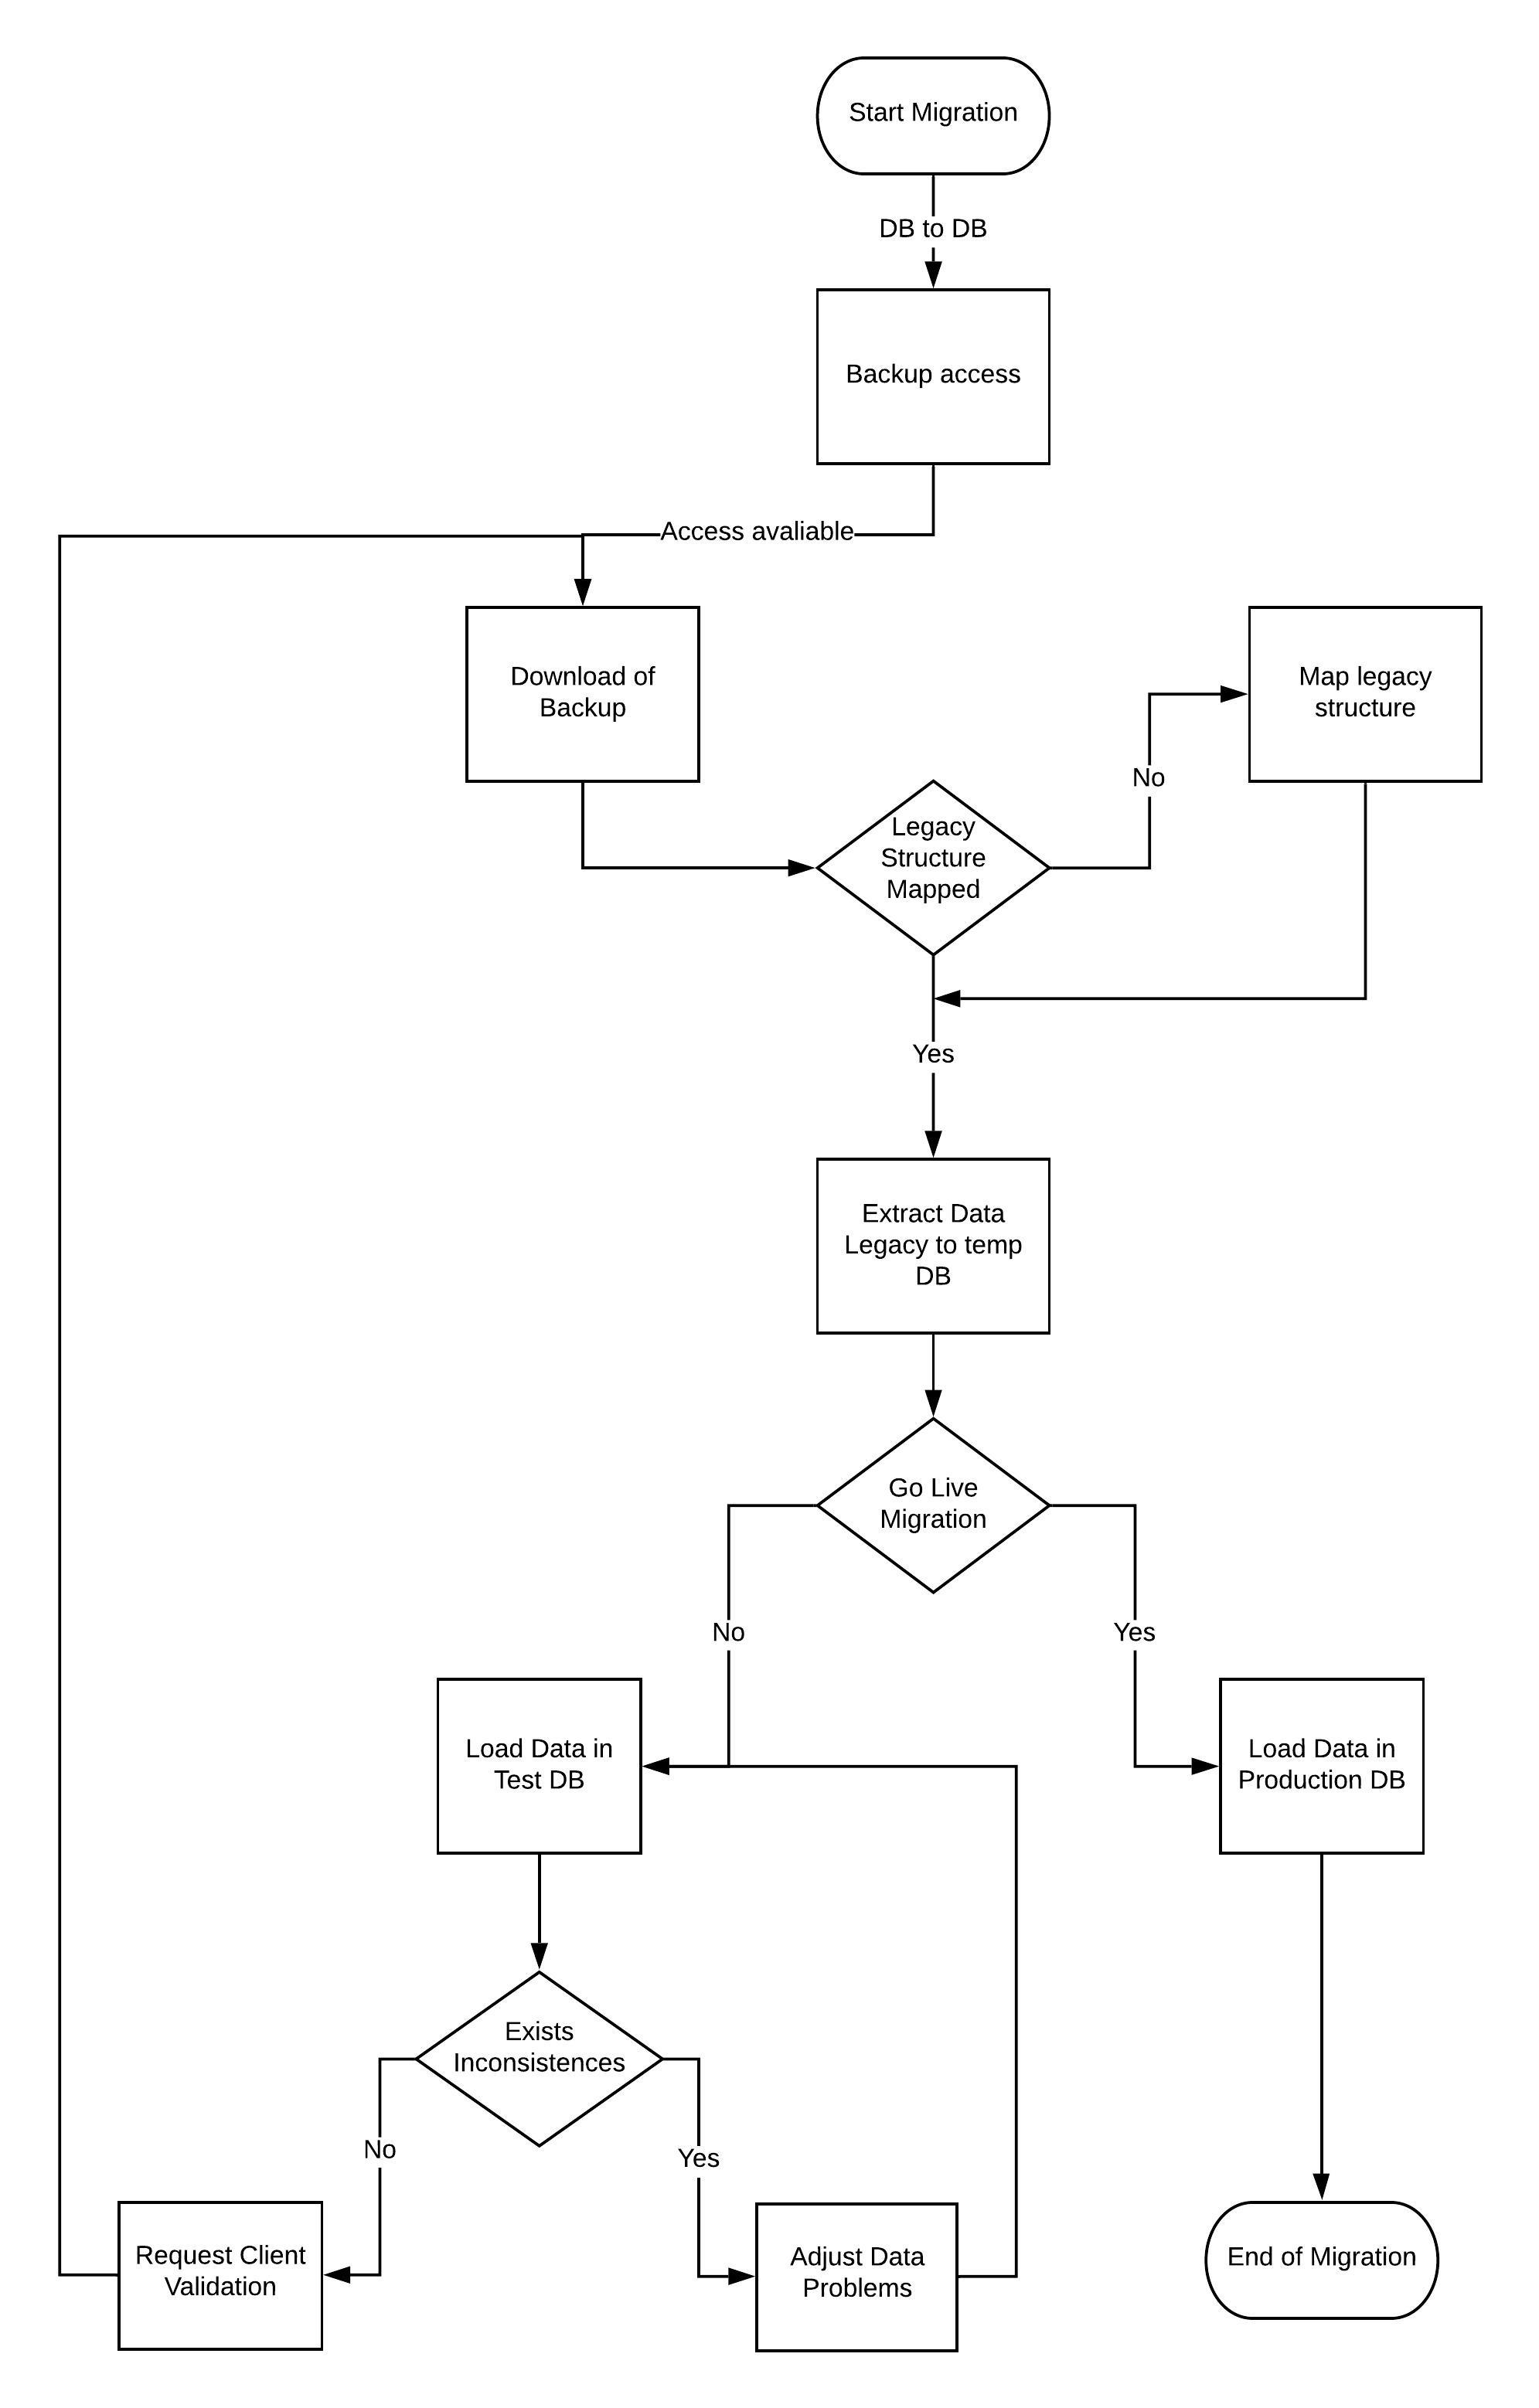 Start Migration
DB to DB
Backup access
Access avaliable
Download of
Backup
Map legacy
structure
No
Legacy
Structure
Mapped
Yes
Extract Data
Legacy to temp
DB
Go Live
Migration
No
Yes
Load Data in
Test DB
Load Data in
Production DB
Exists
Inconsistences
No
Yes
Request Client
Validation
Adjust Data
Problems
End of Migration